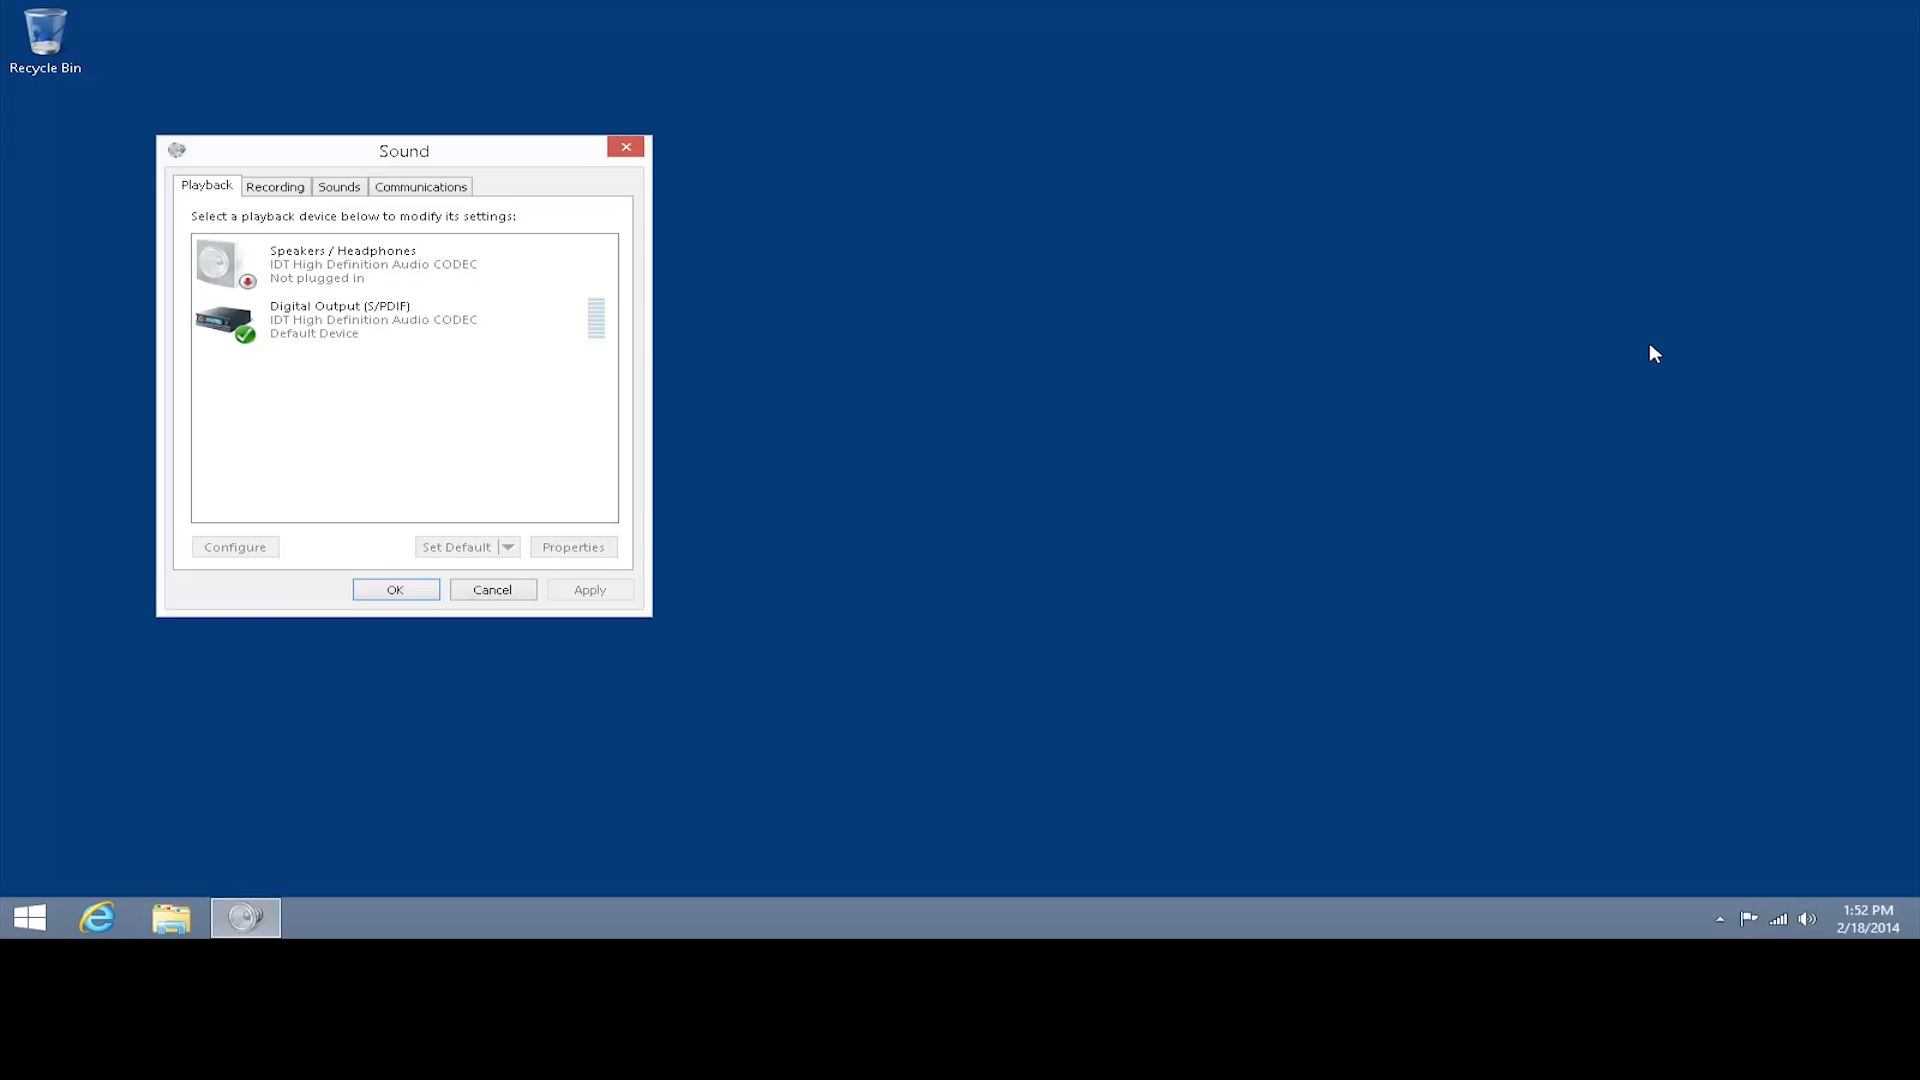 Recycle Bin
Sound
Playback
Recording
Sounds
Communications
Select a playback device below to modify its settings:
Speakers / Headphones
IDT High Definition Audio CODEC
Not plugged in
Digital Output (S/PDIF)
IDT High Definition Audio CODEC
Default Device
Configure
Set Default
Properties
OK
Cancel
Apply
1:52 PM
2/18/2014